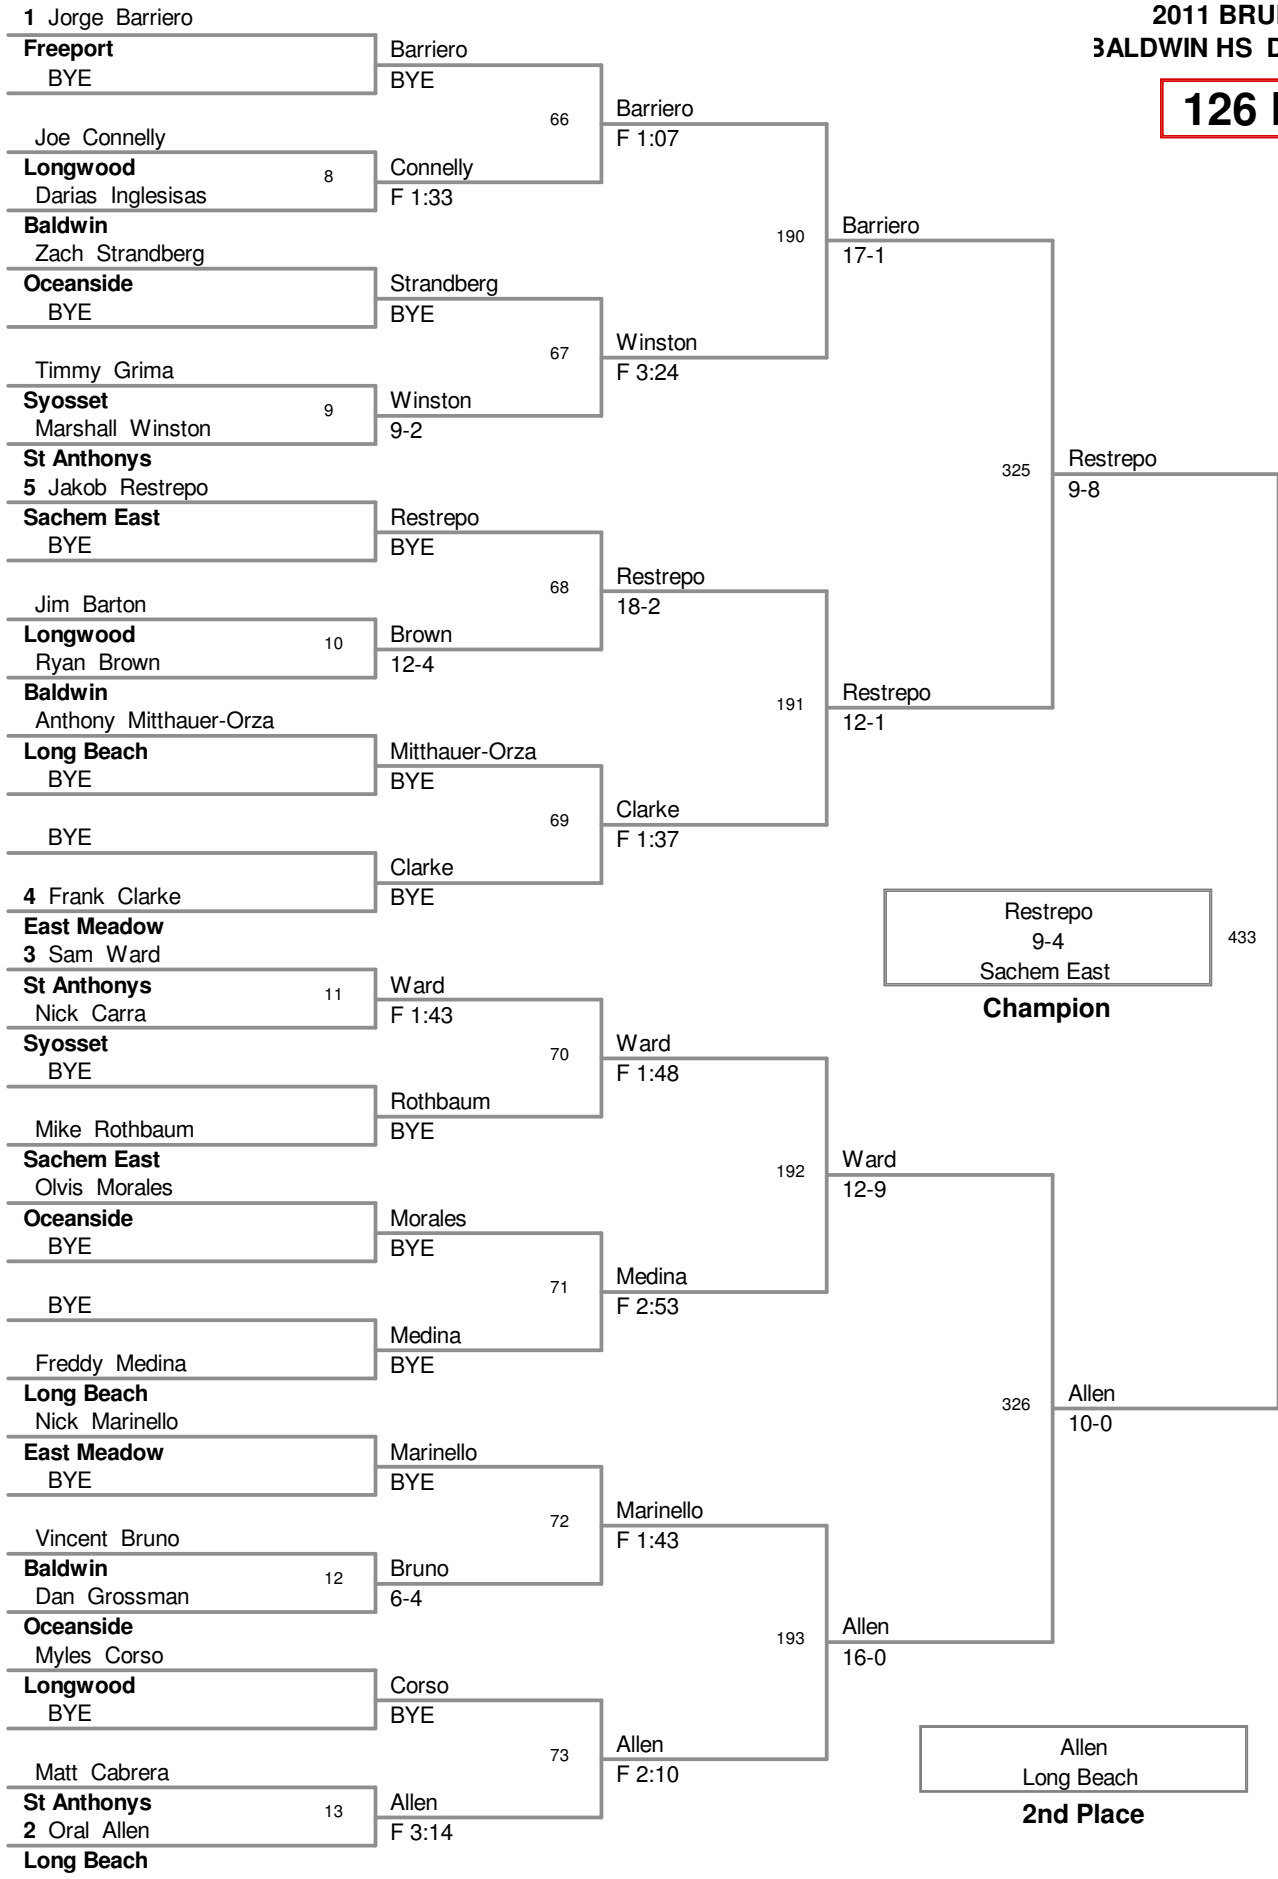 2011 BRU
BALDWIN HS D
126
1 Jorge Barriero
Freeport
BYE
Joe Connelly
Longwood
8
Darias Inglesisas
Baldwin
Zach Strandberg
Oceanside
BYE
Timmy Grima
Syosset
9
Marshall Winston
St Anthonys
5 Jakob Restrepo
Sachem East
BYE
Jim Barton
Longwood
10
Ryan Brown
Baldwin
Anthony Mitthauer-Orza
Long Beach
BYE
BYE
4 Frank Clarke
East Meadow
3 Sam Ward
St Anthonys
11
Nick Carra
Syosset
BYE
Mike Rothbaum
Sachem East
Olvis Morales
Oceanside
BYE
BYE
Freddy Medina
Long Beach
Nick Marinello
East Meadow
BYE
Vincent Bruno
Baldwin
12
Dan Grossman
Oceanside
Myles Corso
Longwood
BYE
Matt Cabrera
St Anthonys
13
2 Oral Allen
Long Beach
Barriero
BYE
66
Connelly
F 1:33
Strandberg
BYE
67
Winston
9-2
Restrepo
BYE
68
Brown
12-4
Mitthauer-Orza
BYE
69
Clarke
BYE
Ward
F 1:43
70
Rothbaum
BYE
Morales
BYE
71
Medina
BYE
Marinello
BYE
72
Bruno
6-4
Corso
BYE
73
Allen
F 3:14
Barriero
F 1:07
190
Winston
F 3:24
Restrepo
18-2
191
Clarke
F 1:37
Ward
F 1:48
192
Medina
F 2:53
Marinello
F 1:43
193
Allen
F 2:10
Barriero
17-1
325
Restrepo
12-1
Ward
12-9
326
Allen
16-0
Restrepo
9-8
Allen
10-0
Restrepo
9-4
Sachem East
433
Champion
Allen
Long Beach
2nd Place